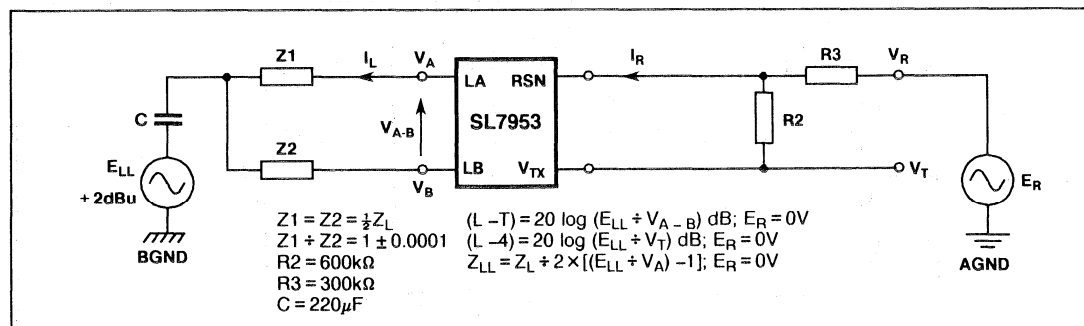 Z1
I_L
V_A
LA
RSN
I_R
R3
V_R
C
V_A-B
SL7953
R2
Z2
E_LL
+2dBu
V_B
LB
V_TX
V_T
E_R
BGND
AGND
Z1 = Z2 = ½Z_L
Z1 ÷ Z2 = 1 ± 0.0001
R2 = 600kΩ
R3 = 300kΩ
C = 220μF
(L –T) = 20 log (E_LL ÷ V_A – B) dB; E_R = 0V
(L –4) = 20 log (E_LL ÷ V_T) dB; E_R = 0V
Z_LL = Z_L ÷ 2 × [(E_LL ÷ V_A) –1]; E_R = 0V